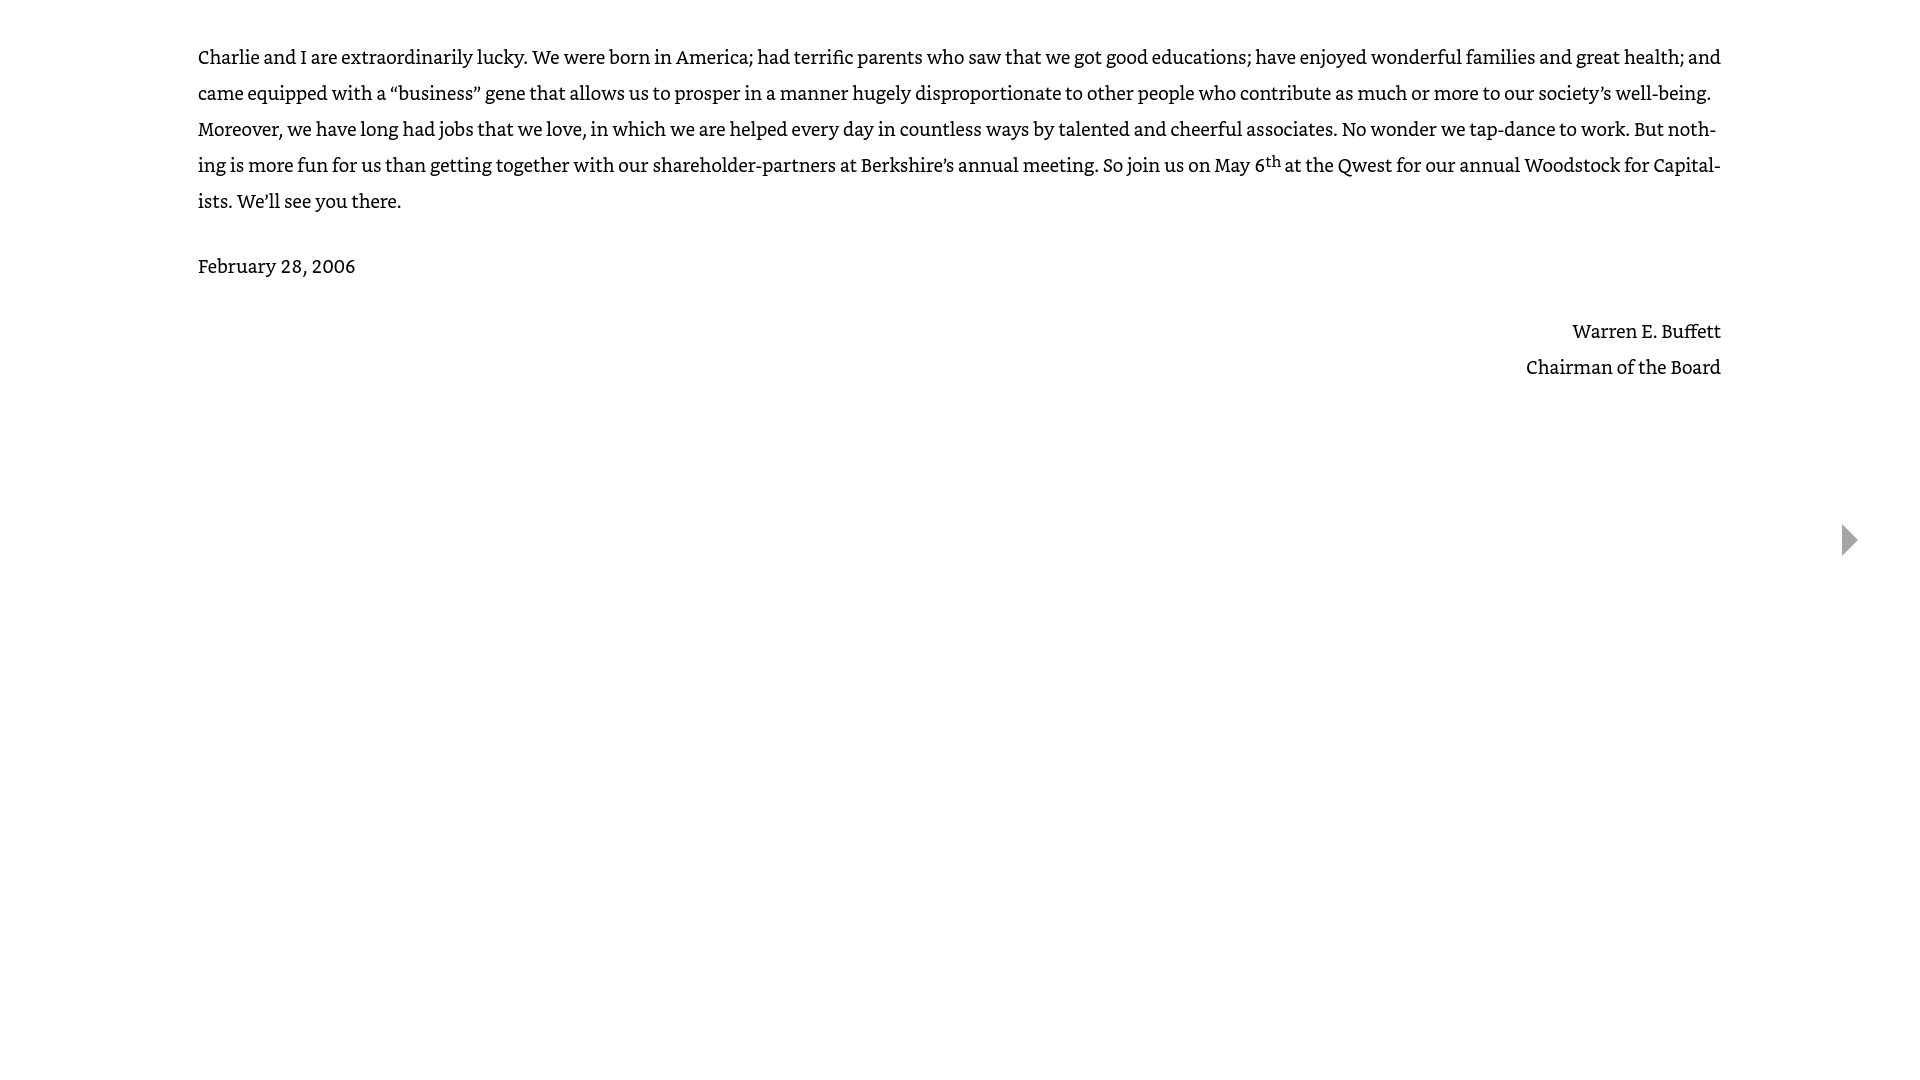 Charlie and I are extraordinarily lucky. We were born in America; had terrific parents who saw that we got good educations; have enjoyed wonderful families and great health; and
came equipped with a “business” gene that allows us to prosper in a manner hugely disproportionate to other people who contribute as much or more to our society’s well-being.
Moreover, we have long had jobs that we love, in which we are helped every day in countless ways by talented and cheerful associates. No wonder we tap-dance to work. But noth-
ing is more fun for us than getting together with our shareholder-partners at Berkshire’s annual meeting. So join us on May 6th at the Qwest for our annual Woodstock for Capital-
ists. We’ll see you there.
February 28, 2006
Warren E. Buffett
Chairman of the Board